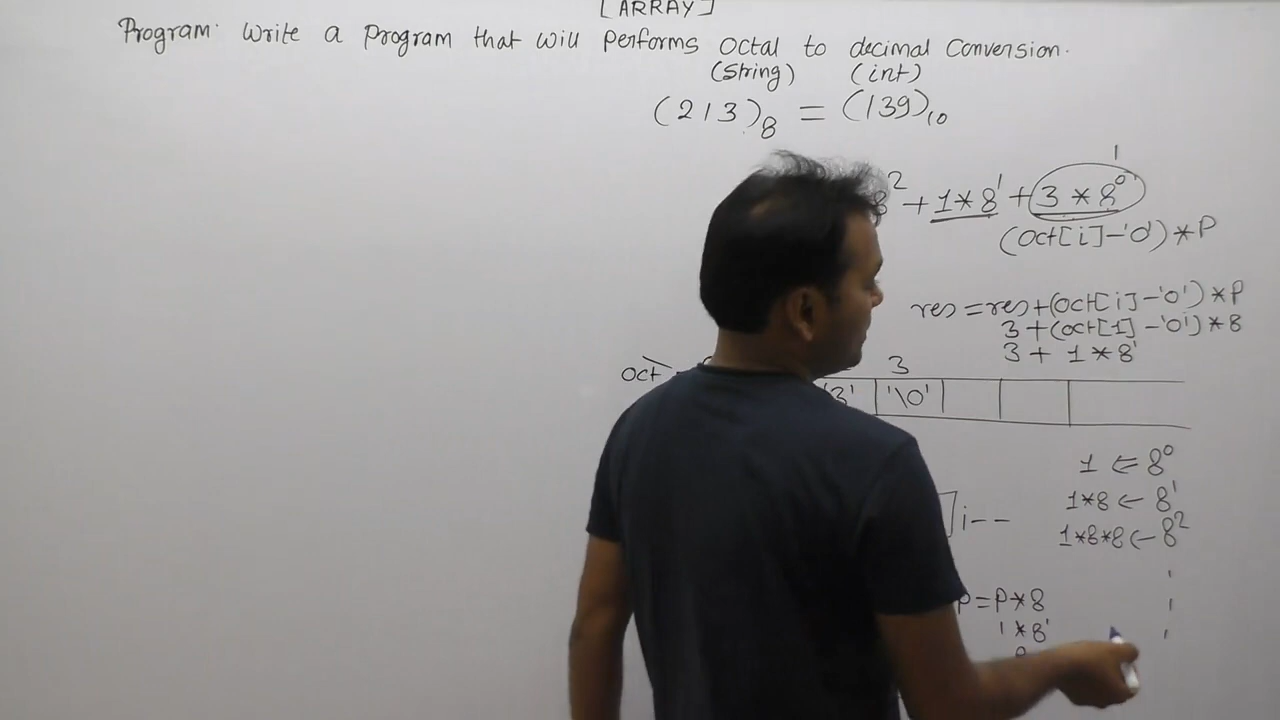 [ARRAY]
Program: Write a program that will performs octal to decimal conversion.
(string) (int)
(213)8 = (139)10
1
8² + 1*8¹ + 3*8⁰
(Oct[i]-'0')*P
res=res+(oct[i]-'0')*P
3+(oct[1]-'0')*8
3 + 1*8¹
3
oct
'3' '\0'
1 ⇐ 8⁰
1*8 ← 8¹
] i--
1*8*8 ← 8²
P=P*8
1*8¹